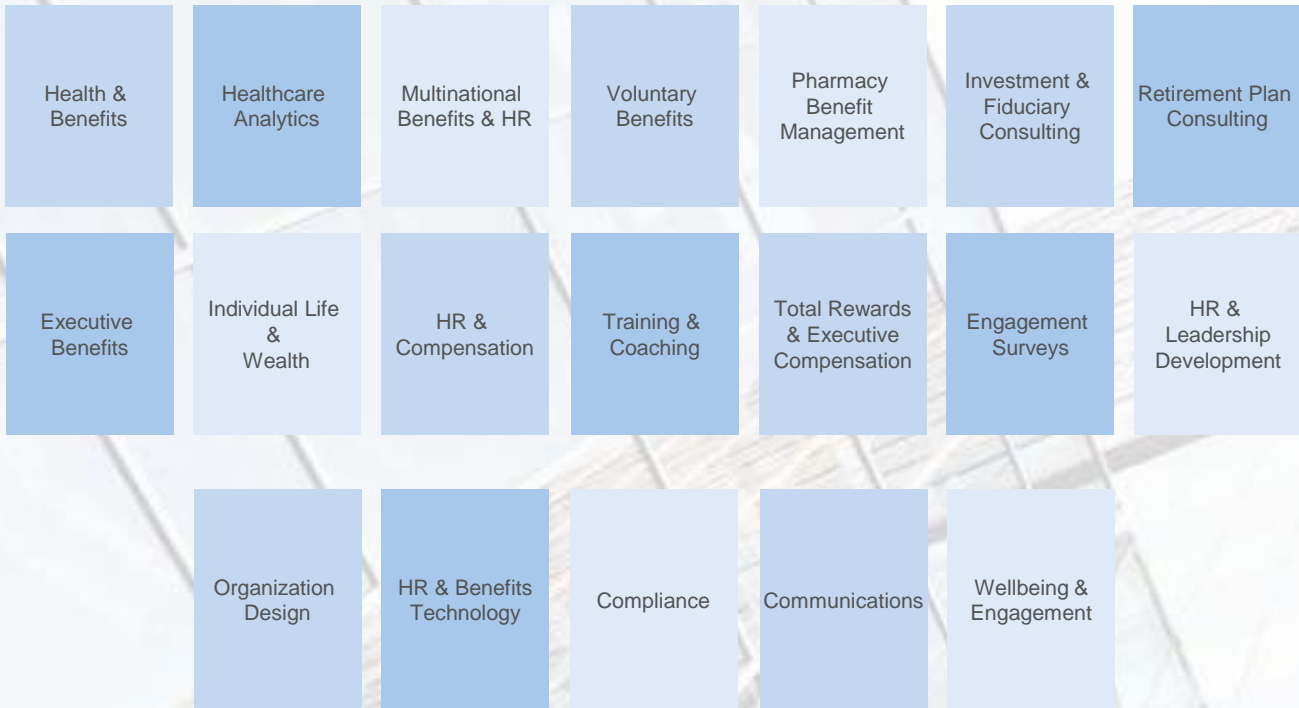 Health &
Benefits
Healthcare
Analytics
Multinational
Benefits & HR
Voluntary
Benefits
Pharmacy
Benefit
Management
Investment &
Fiduciary
Consulting
Retirement Plan
Consulting
Executive
Benefits
Individual Life
&
Wealth
HR &
Compensation
Training &
Coaching
Total Rewards
& Executive
Compensation
Engagement
Surveys
HR &
Leadership
Development
Organization
Design
HR & Benefits
Technology
Compliance
Communications
Wellbeing &
Engagement